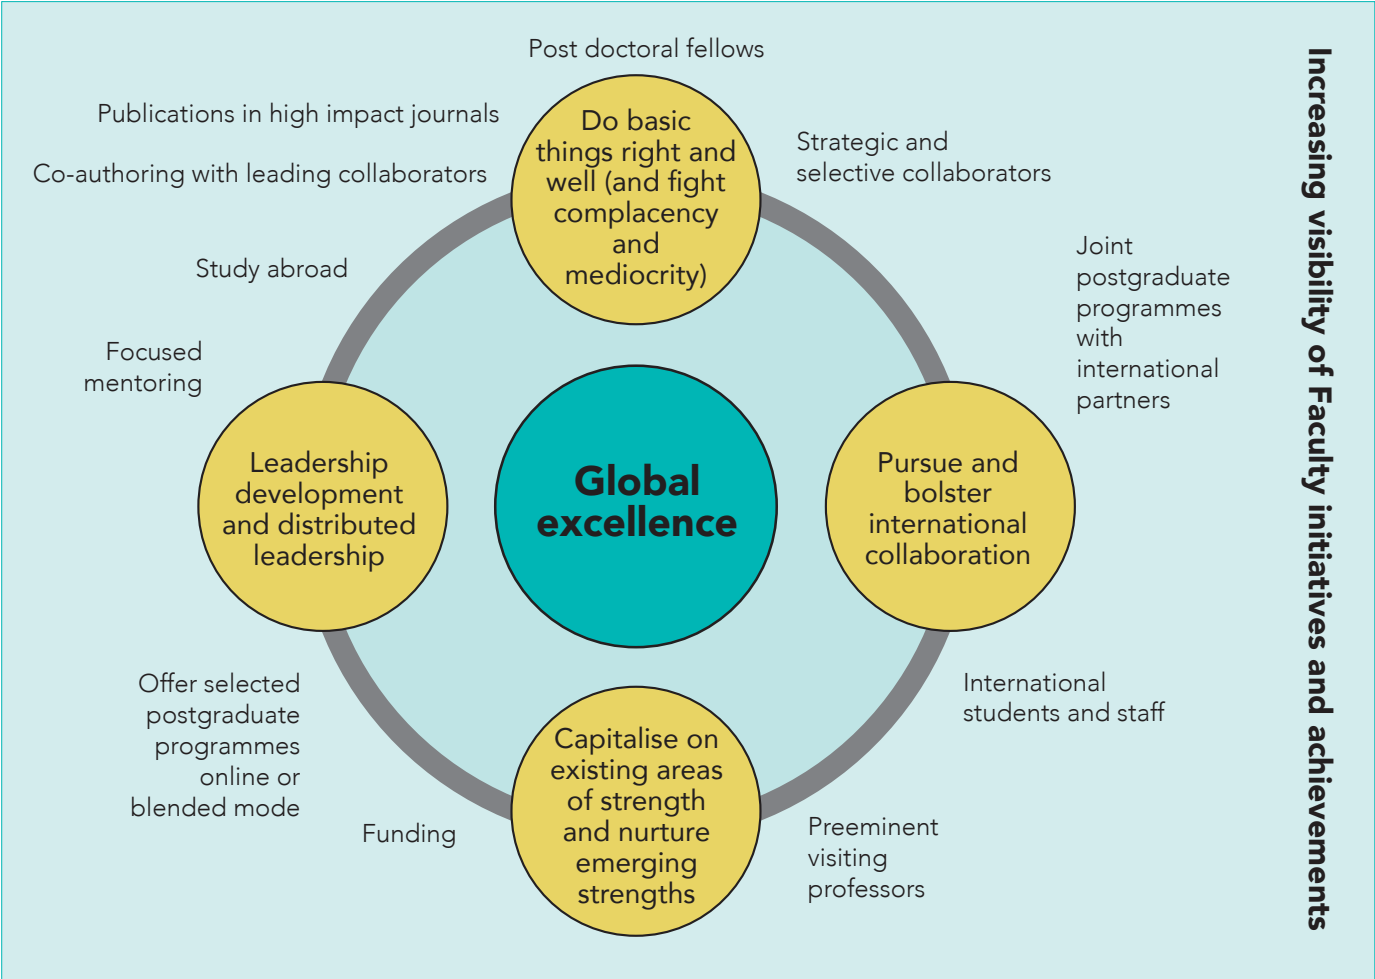 Post doctoral fellows
Publications in high impact journals
Co-authoring with leading collaborators
Study abroad
Focused
mentoring
Do basic
things right and
well (and fight
complacency
and
mediocrity)
Strategic and
selective collaborators
Joint
postgraduate
programmes
with
international
partners
Leadership
development
and distributed
leadership
Global
excellence
Pursue and
bolster
international
collaboration
Offer selected
postgraduate
programmes
online or
blended mode
Funding
Capitalise on
existing areas
of strength
and nurture
emerging
strengths
International
students and staff
Preeminent
visiting
professors
Increasing visibility of Faculty initiatives and achievements